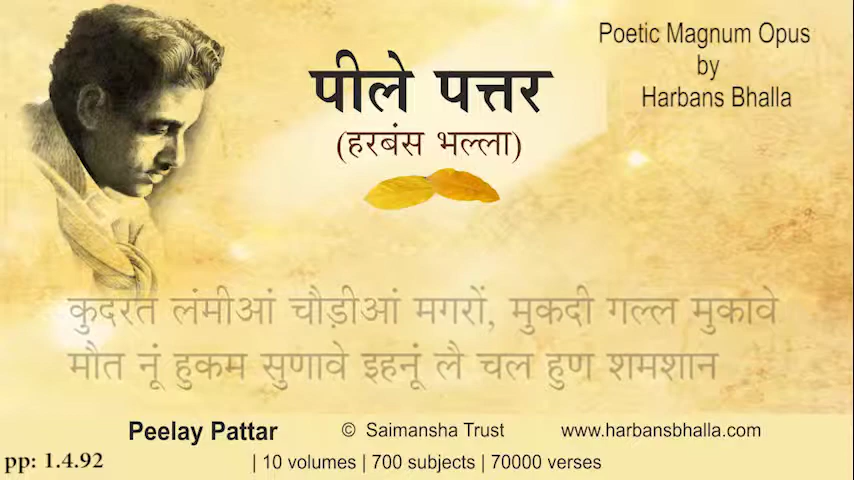 पीले पत्तर
(हरबंस भल्ला)
Poetic Magnum Opus
by
Harbans Bhalla
कुदरत लंमीआं चौड़ीआं मगरों, मुकदी गल्ल मुकावे
मौत नूं हुकम सुणावे इहनूं लै चल हुण शमशान
Peelay Pattar
© Saimansha Trust
www.harbansbhalla.com
pp: 1.4.92
| 10 volumes | 700 subjects | 70000 verses